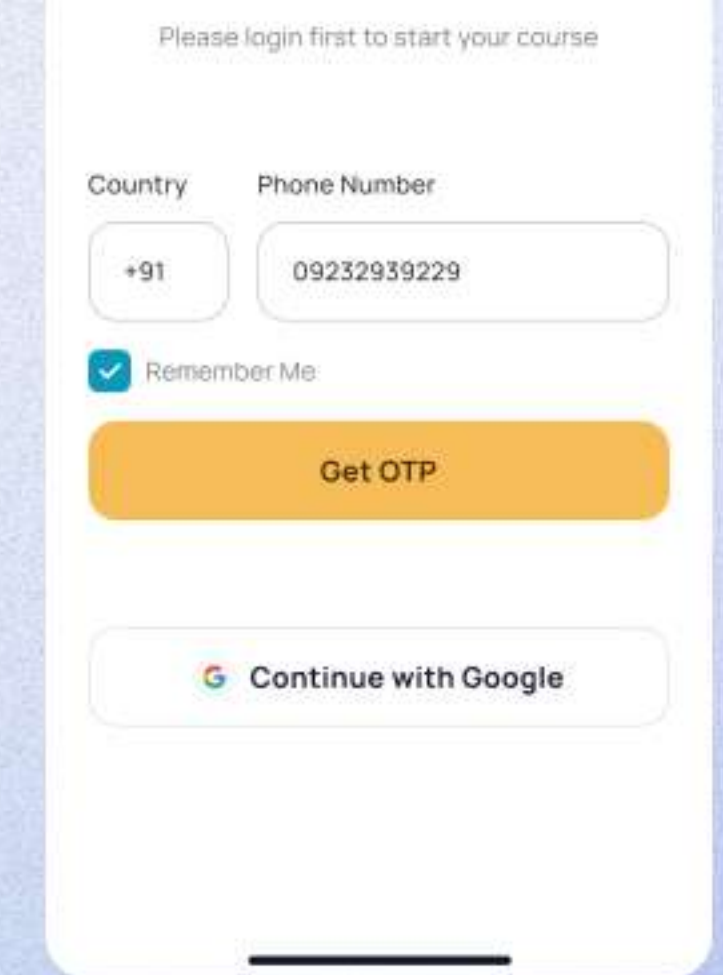 Please login first to start your course
Country Phone Number
+91 09232939229
Remember Me
Get OTP
Continue with Google